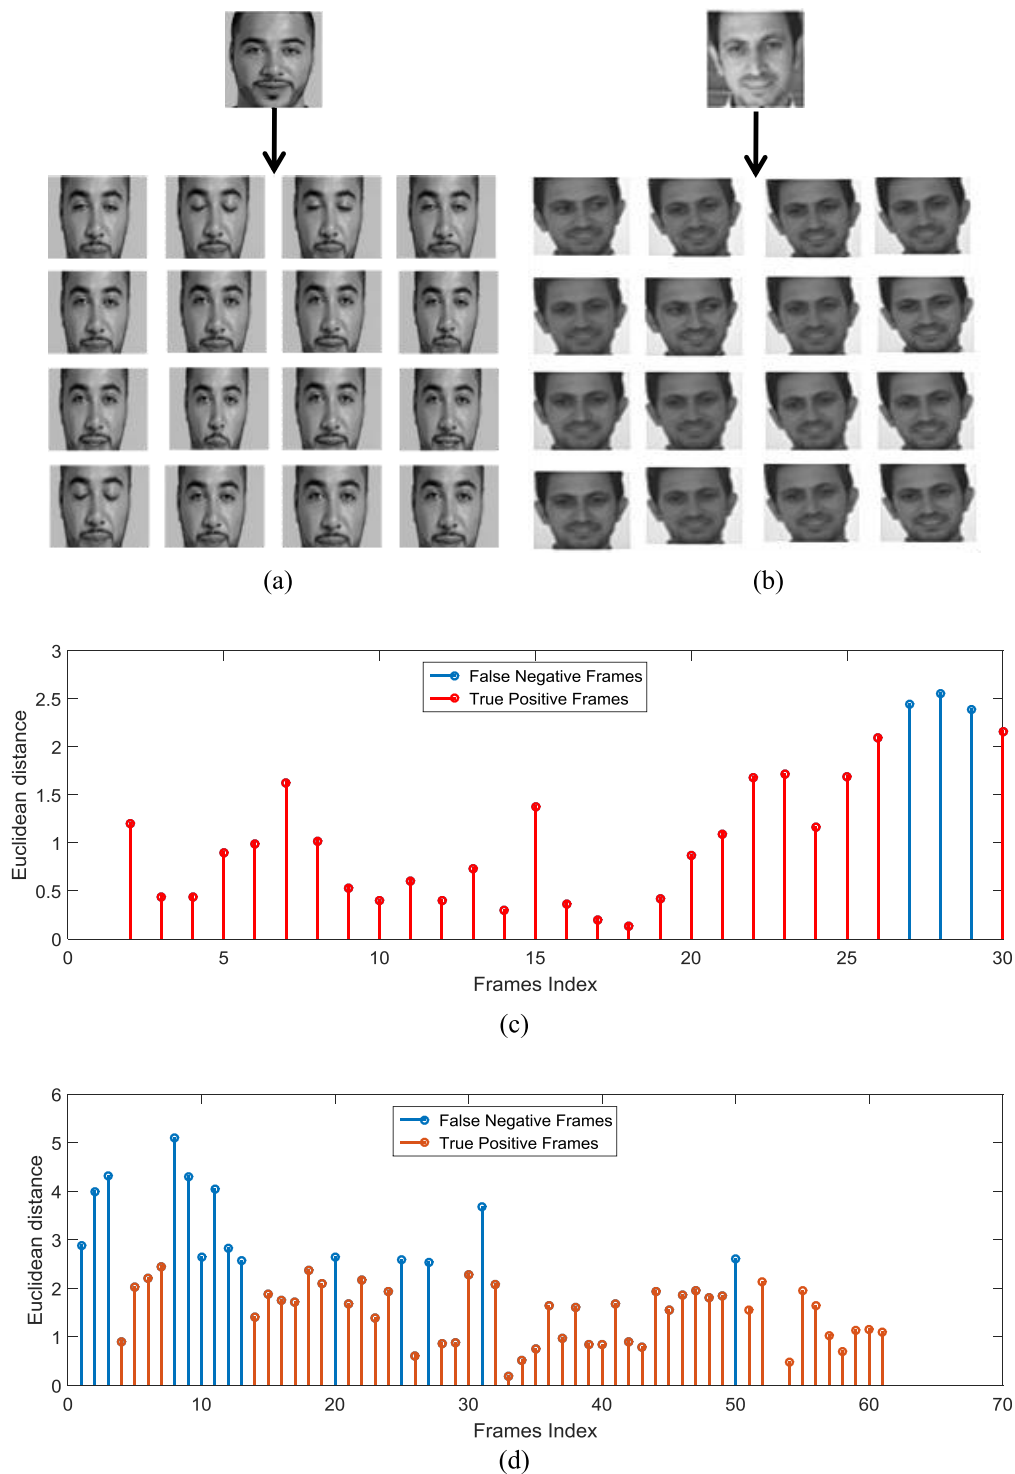 (a)
(b)
3
2.5
2
1.5
1
0.5
0
Euclidean distance
False Negative Frames
True Positive Frames
0 5 10 15 20 25 30
Frames Index
(c)
6
5
4
3
2
1
0
Euclidean distance
False Negative Frames
True Positive Frames
0 10 20 30 40 50 60 70
Frames Index
(d)